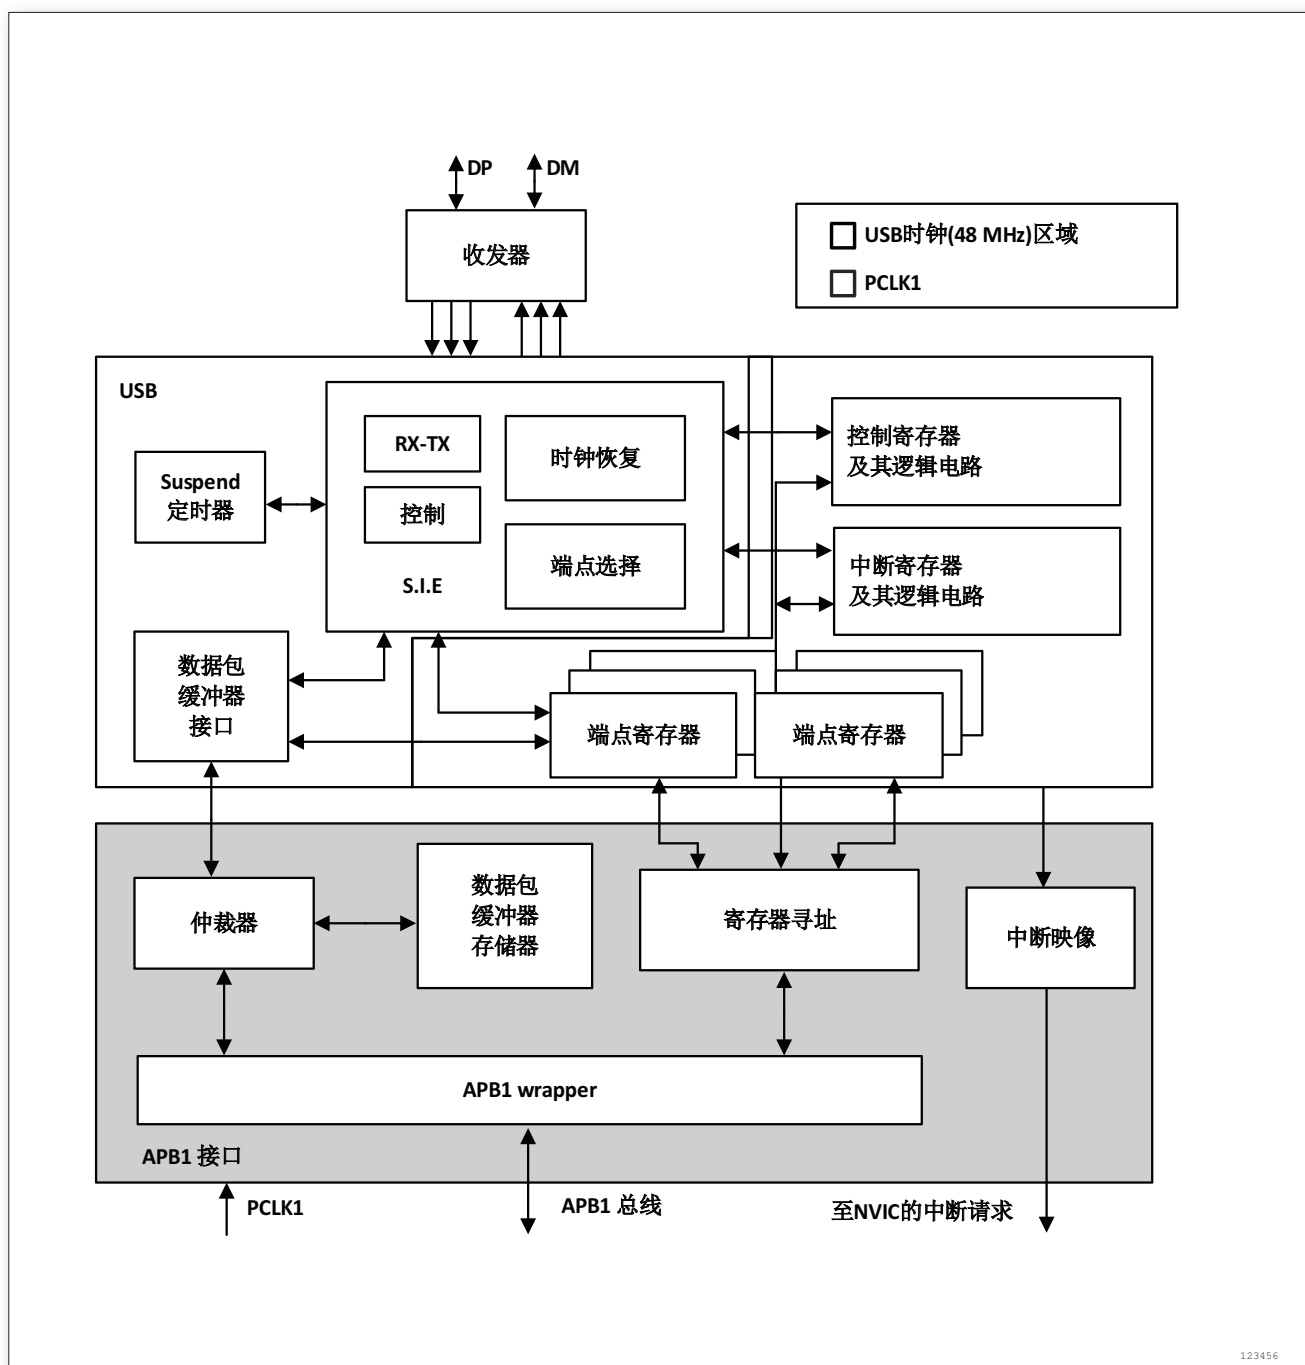 DP
DM
收发器
USB时钟(48 MHz)区域
PCLK1
USB
RX-TX
时钟恢复
控制寄存器
及其逻辑电路
Suspend
定时器
控制
端点选择
S.I.E
中断寄存器
及其逻辑电路
数据包
缓冲器
接口
端点寄存器
端点寄存器
仲裁器
数据包
缓冲器
存储器
寄存器寻址
中断映像
APB1 wrapper
APB1 接口
PCLK1
APB1 总线
至NVIC的中断请求
123456